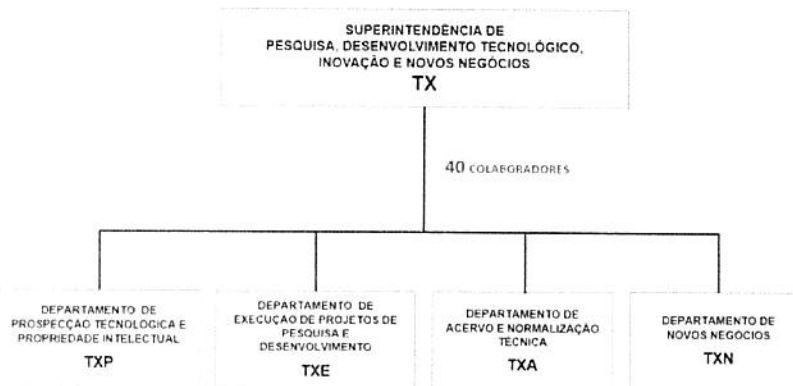 SUPERINTENDÊNCIA DE
PESQUISA, DESENVOLVIMENTO TECNOLÓGICO,
INOVAÇÃO E NOVOS NEGÓCIOS
TX
40 COLABORADORES
DEPARTAMENTO DE
PROSPECÇÃO TECNOLÓGICA E
PROPRIEDADE INTELECTUAL
TXP
DEPARTAMENTO DE
EXECUÇÃO DE PROJETOS DE
PESQUISA E
DESENVOLVIMENTO
TXE
DEPARTAMENTO DE
ACERVO E NORMALIZAÇÃO
TÉCNICA
TXA
DEPARTAMENTO DE
NOVOS NEGÓCIOS
TXN